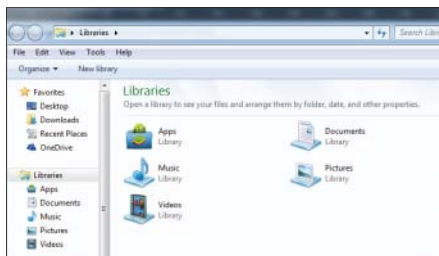 Libraries
Search Libr
File Edit View Tools Help
Organize New library
Favorites
Desktop
Downloads
Recent Places
OneDrive
Libraries
Apps
Documents
Music
Pictures
Videos
Libraries
Open a library to see your files and arrange them by folder, date, and other properties.
Apps
Library
Documents
Library
Music
Library
Pictures
Library
Videos
Library